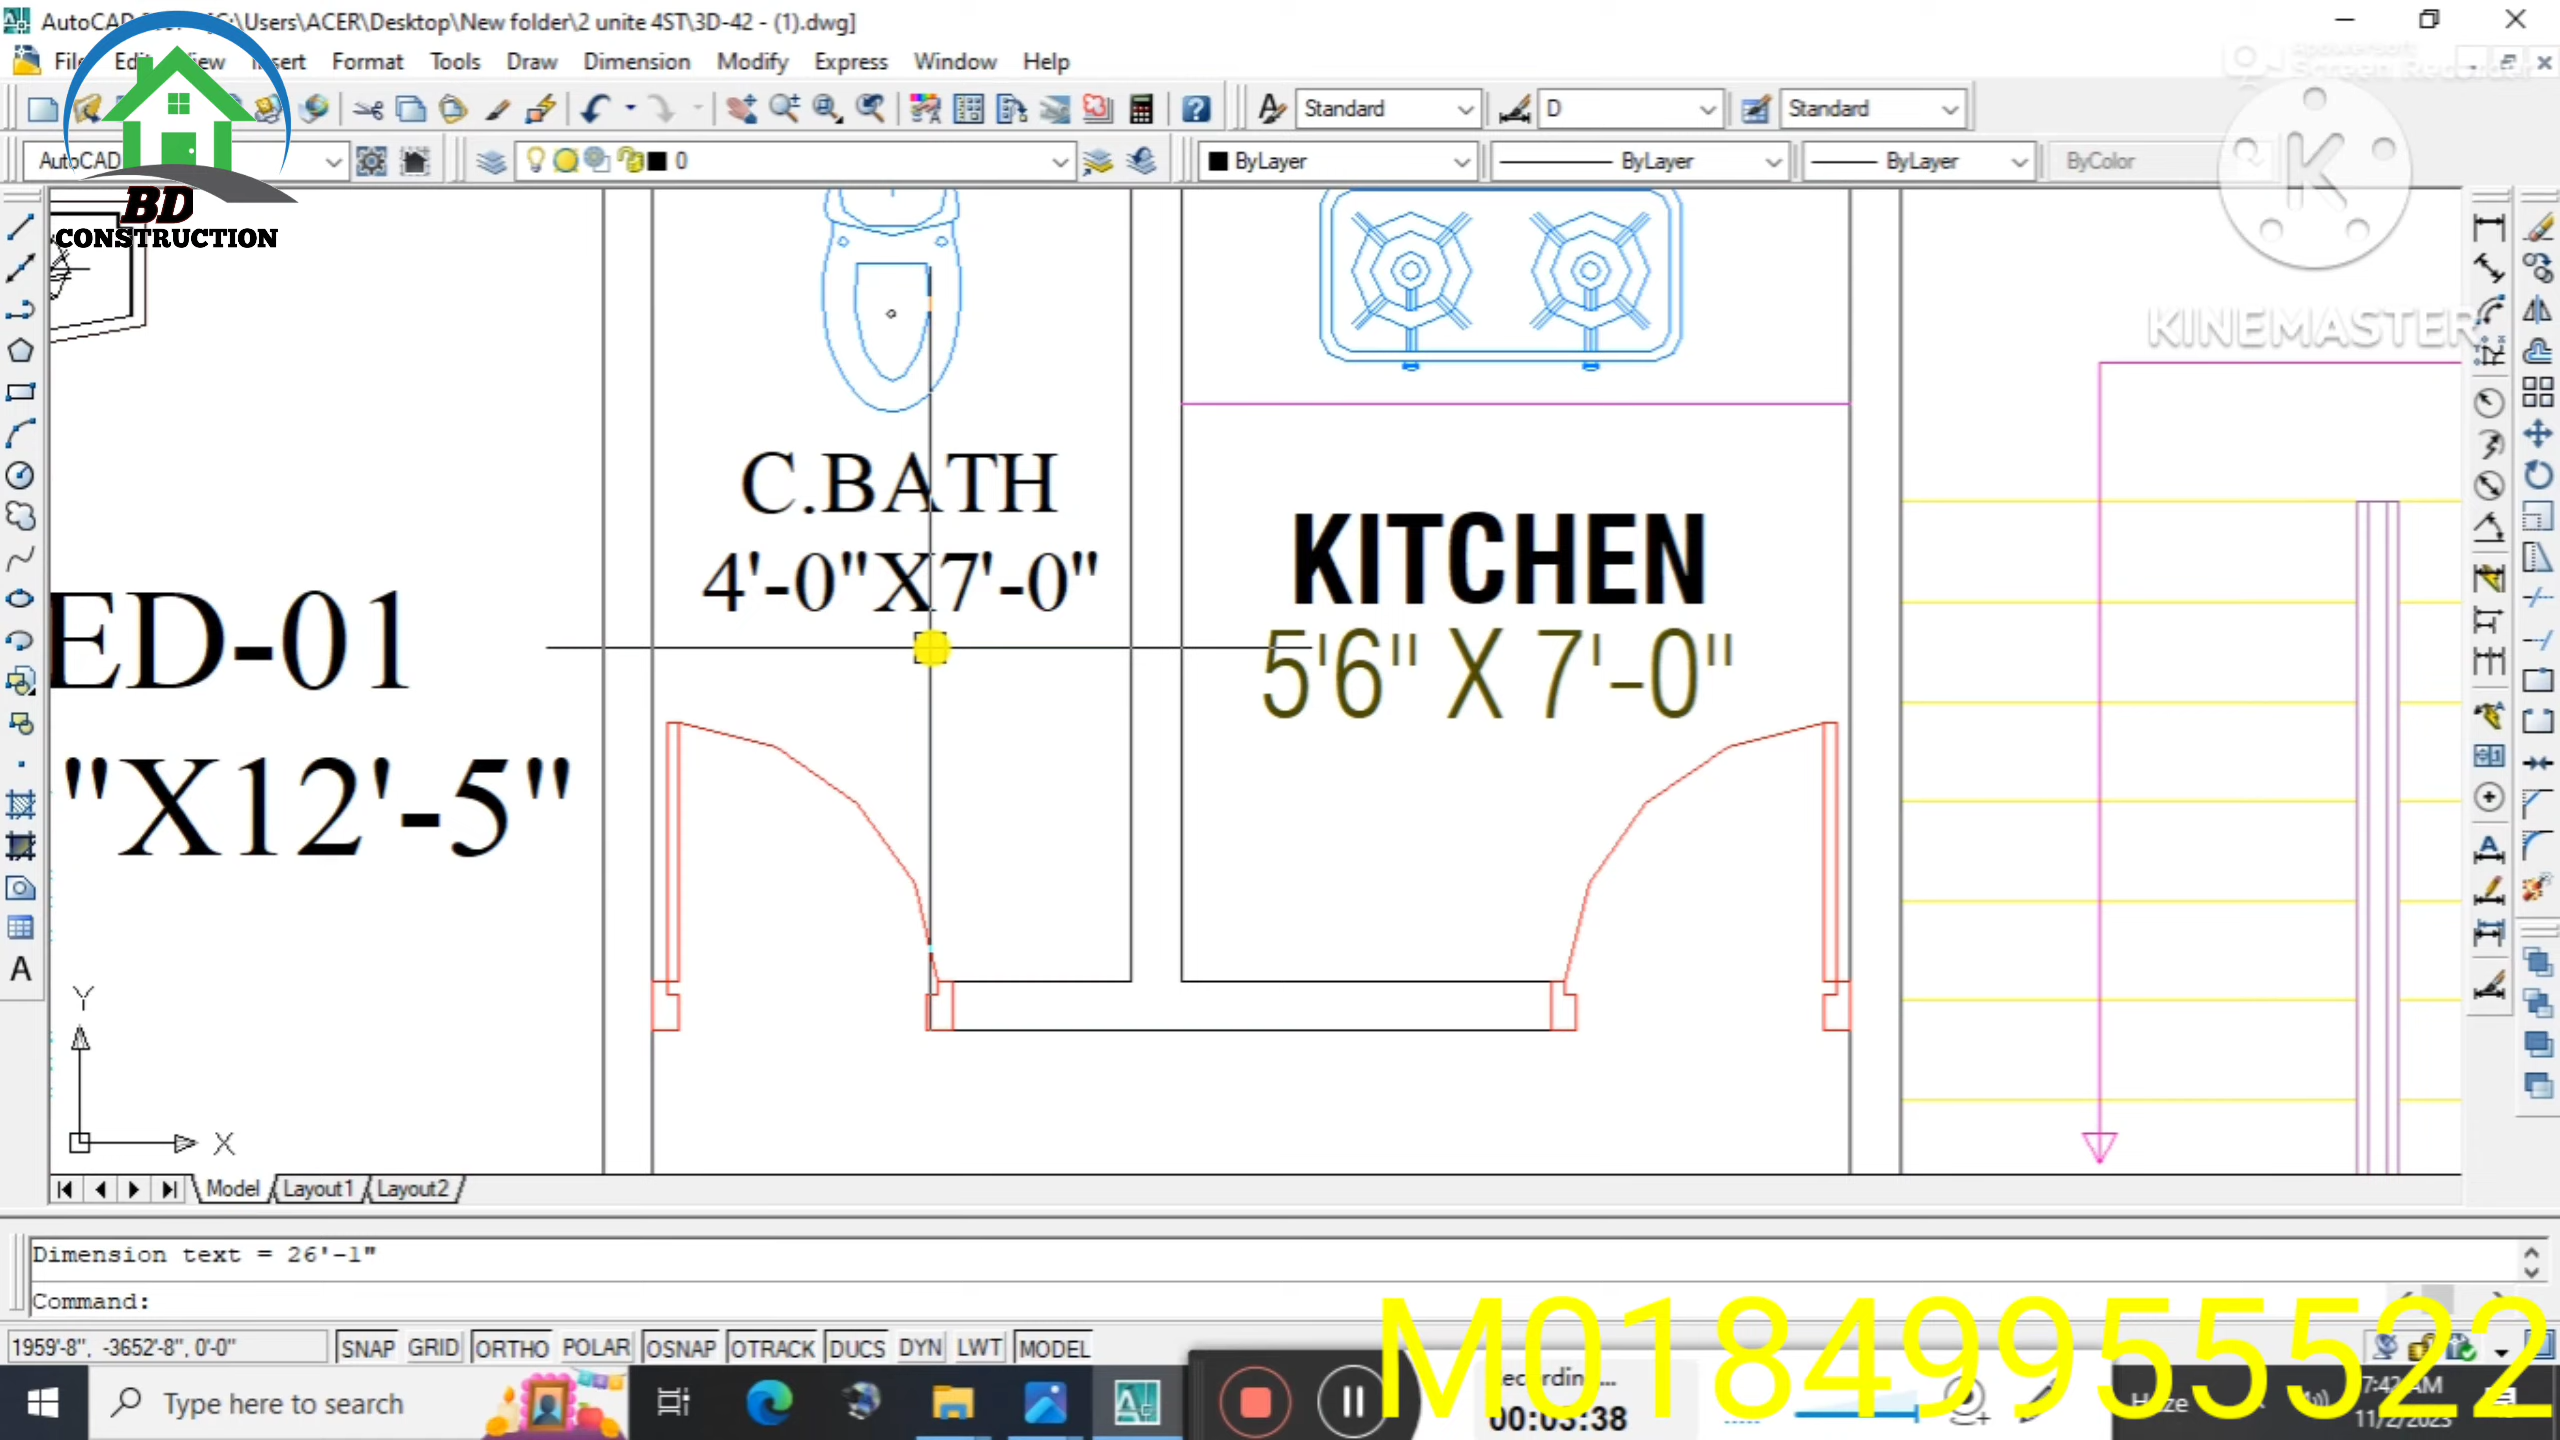 \Users\ACER\Desktop\New folder\2 unite 4ST\3D-42 - (1).dwg]
Format Tools Draw Dimension Modify Express Window Help
Standard D Standard
AutoCAD 0 ByLayer ByLayer ByLayer ByColor
BD
CONSTRUCTION
K
KINEMASTER
C.BATH
4'-0"X7'-0"
KITCHEN
5'6" X 7'-0"
ED-01
"X12'-5"
Y
X
Model Layout1 Layout2
Dimension text = 26'-1"
Command:
M01849955522
1959'-8", -3652'-8", 0'-0" SNAP GRID ORTHO POLAR OSNAP OTRACK DUCS DYN LWT MODEL
Type here to search
Haze